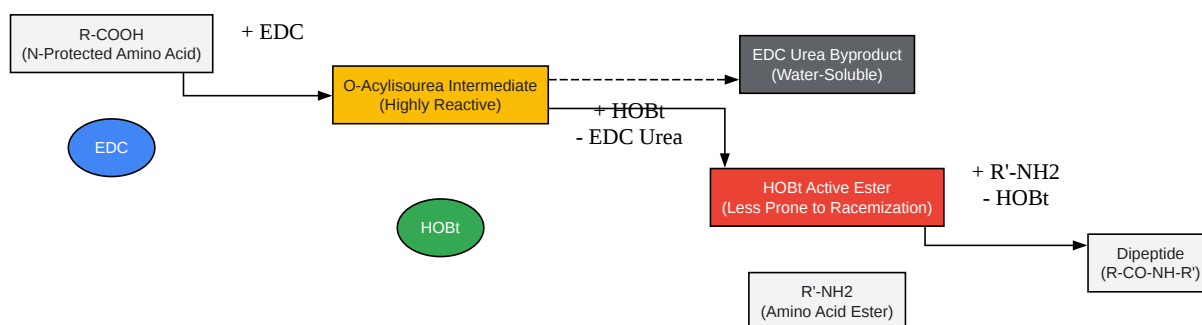 R-COOH
(N-Protected Amino Acid)
+ EDC
O-Acylisourea Intermediate
(Highly Reactive)
EDC Urea Byproduct
(Water-Soluble)
EDC
+ HOBt
- EDC Urea
HOBt
HOBt Active Ester
(Less Prone to Racemization)
+ R'-NH2
- HOBt
Dipeptide
(R-CO-NH-R')
R'-NH2
(Amino Acid Ester)